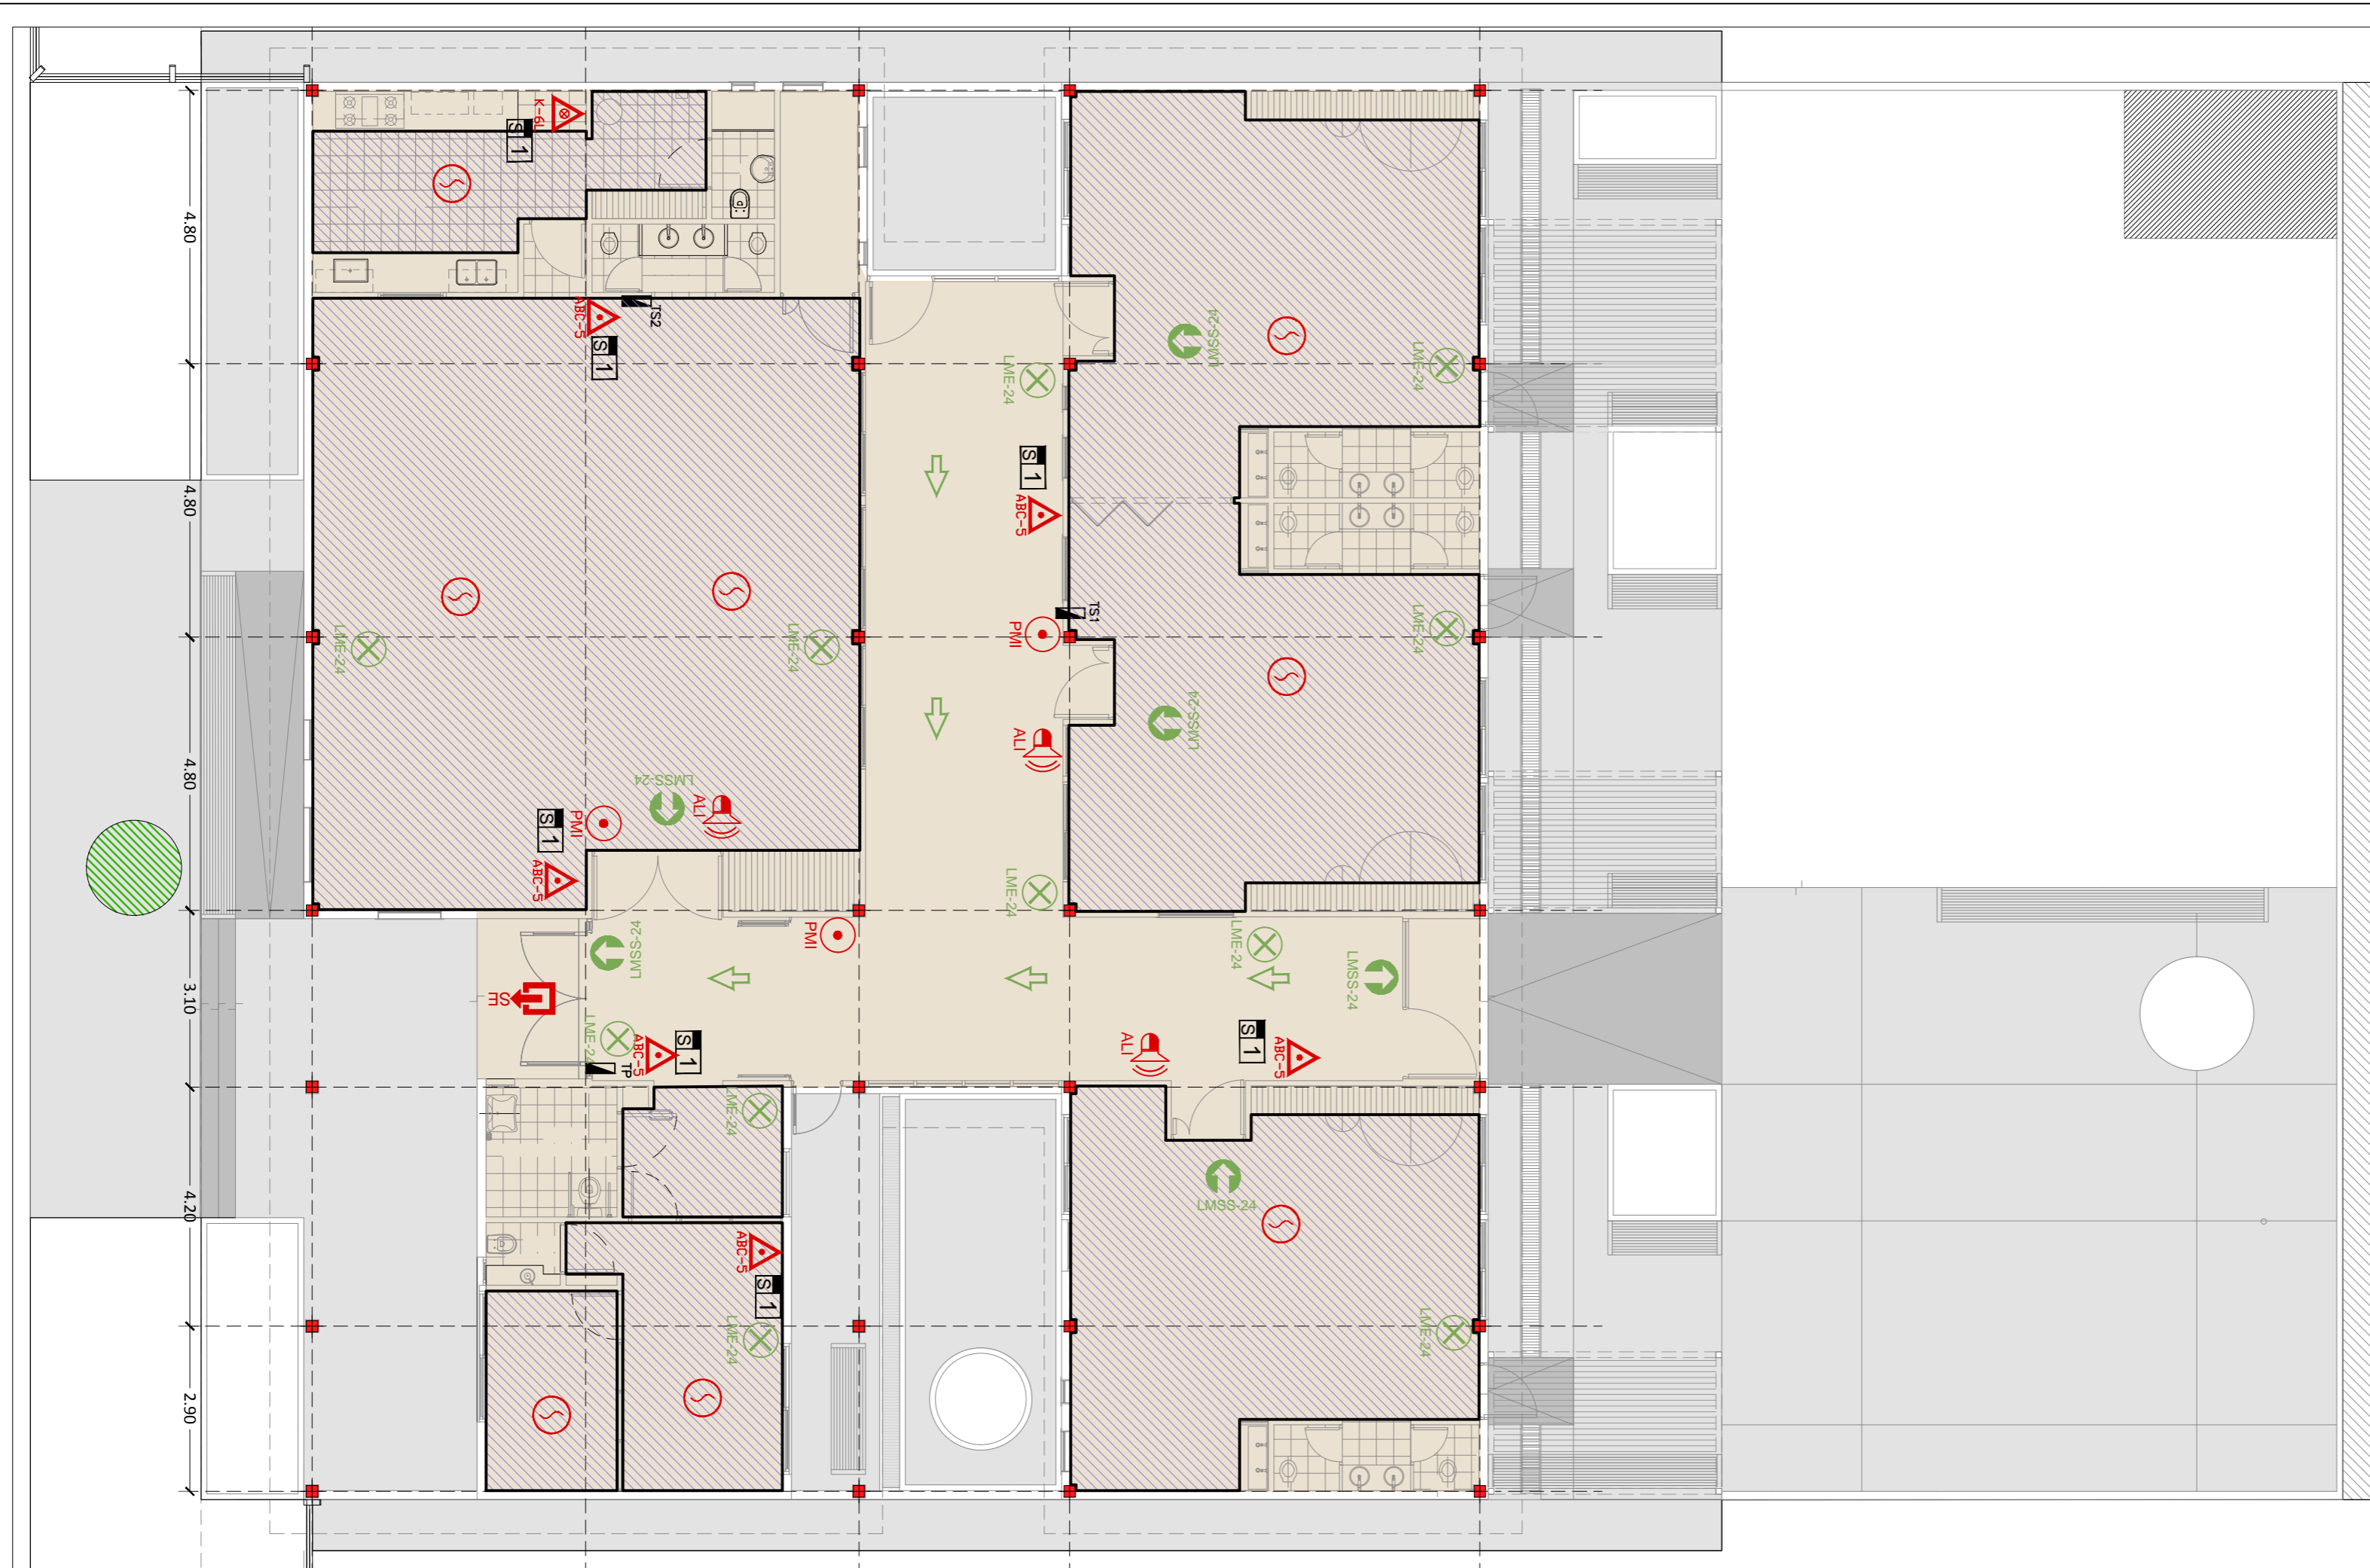 K-6L
S 1
4.80
TS2
ABC-5
S 1
LMSS-24
LME-24
LME-24
S 1
ABC-5
4.80
TS1
PMI
LME-24
LME-24
LME-24
LMSS-24
ALI
4.80
LMSS-24
ALI
S 1
PMI
ABC-5
LME-24
LMSS-24
PMI
LME-24
LMSS-24
3.10
SE
LME-24
ABC-5
S 1
TP
ALI
S 1
ABC-5
LME-24
4.20
LMSS-24
ABC-5
S 1
LME-24
LME-24
2.90